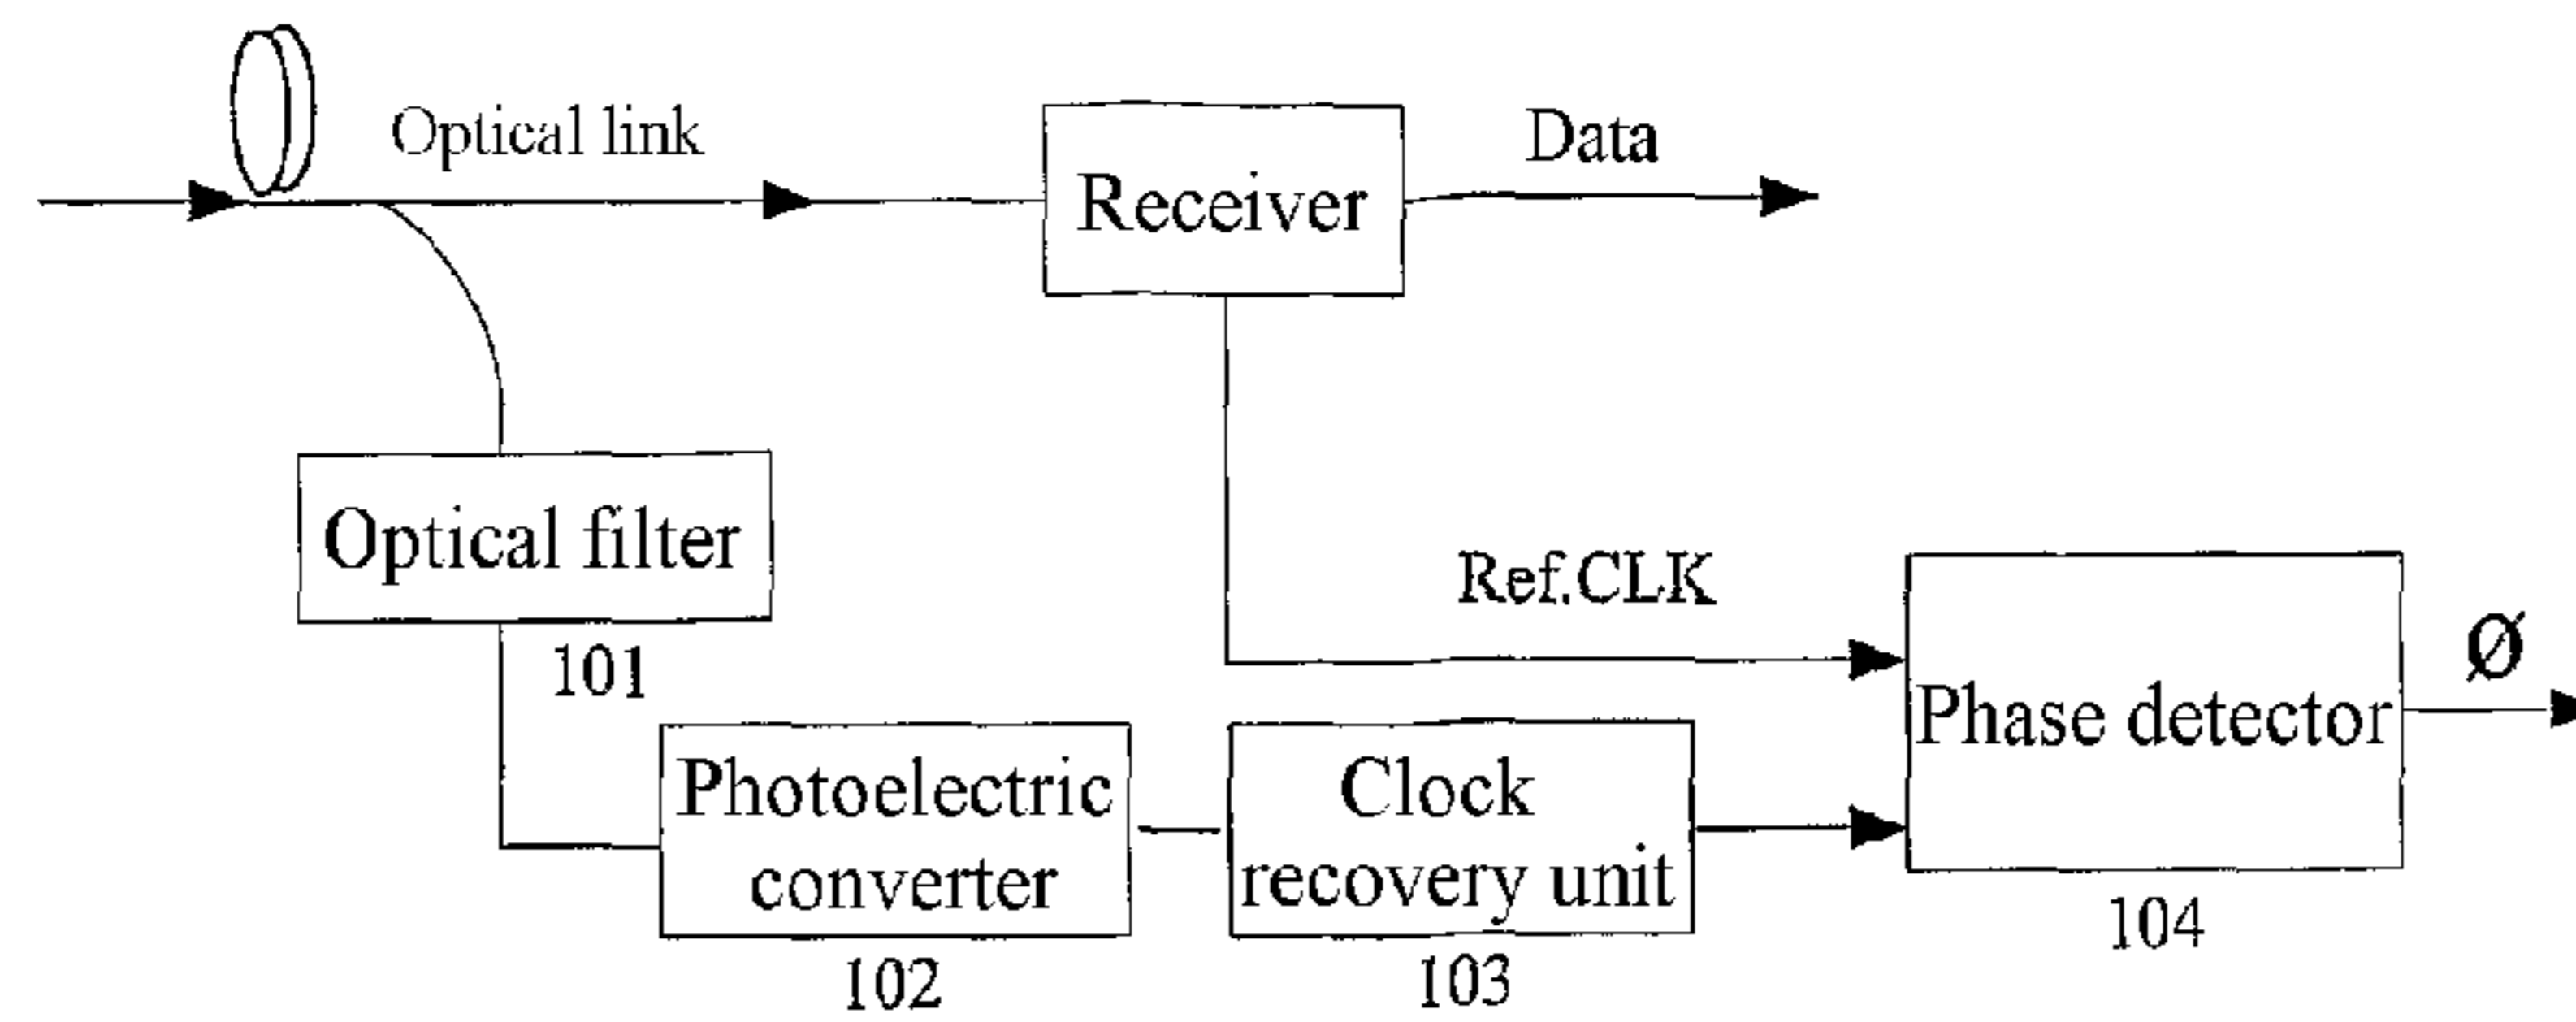 Optical link
Receiver
Data
Optical filter
101
Ref.CLK
Phase detector
Ø
104
Photoelectric
converter
102
Clock
recovery unit
103